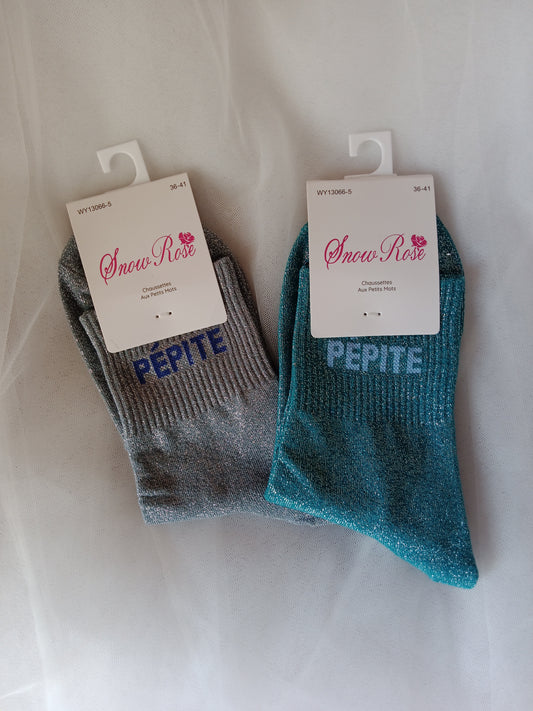 WY13066-5 36-41
Snow Rose
Chaussettes
Aux Petits Mots
PÉPITE
WY13066-5 36-41
Snow Rose
Chaussettes
Aux Petits Mots
PÉPITE